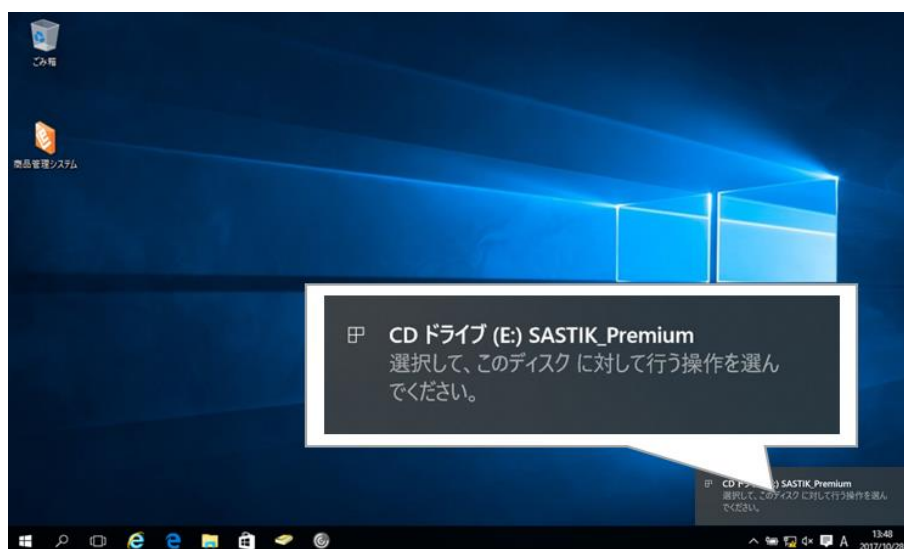 ごみ箱
商品管理システム
CD ドライブ (E:) SASTIK_Premium
選択して、このディスク に対して行う操作を選ん
でください。
SASTIK_Premium
選択して、このディスク に対して行う操作を選ん
でください。
A
13:48
2017/10/28